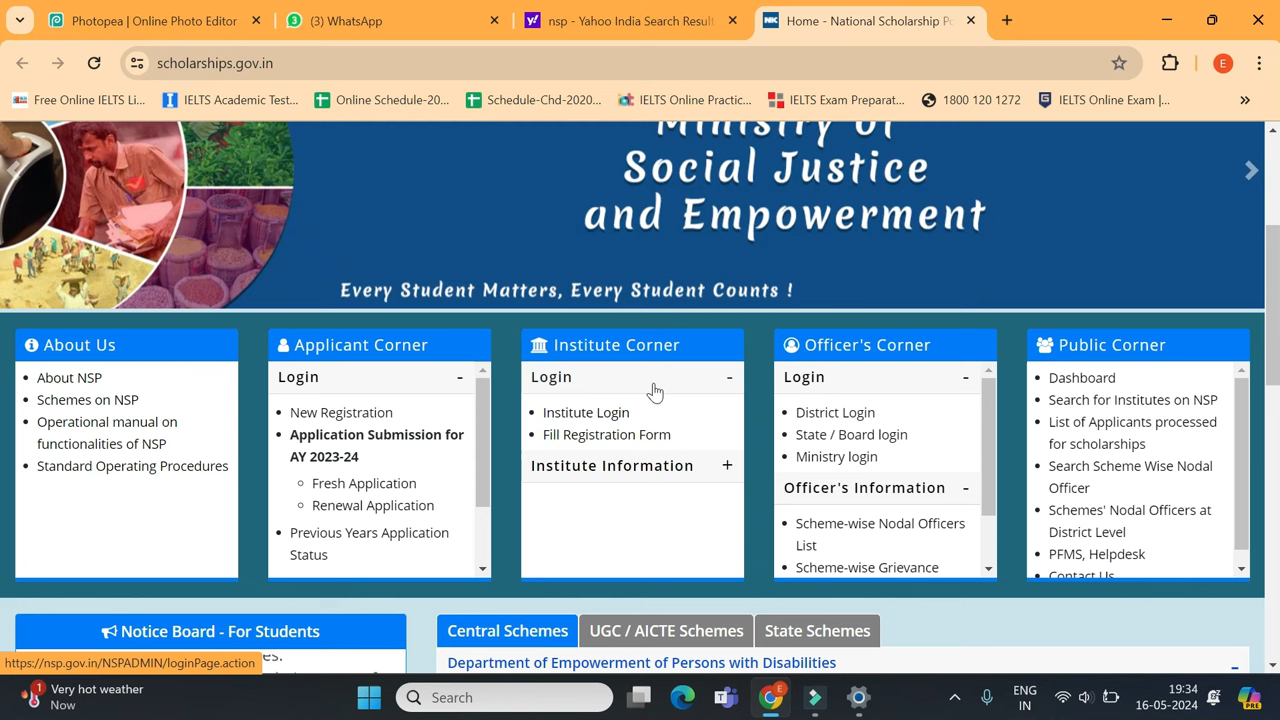 Photopea | Online Photo Editor
(3) WhatsApp
nsp - Yahoo India Search Result
Home - National Scholarship Po
scholarships.gov.in
E
Free Online IELTS Li...
IELTS Academic Test...
Online Schedule-20...
Schedule-Chd-2020...
IELTS Online Practic...
IELTS Exam Preparat...
1800 120 1272
IELTS Online Exam |...
Ministry of
Social Justice
and Empowerment
Every Student Matters, Every Student Counts !
About Us
About NSP
Schemes on NSP
Operational manual on
functionalities of NSP
Standard Operating Procedures
Applicant Corner
Login -
New Registration
Application Submission for
AY 2023-24
Fresh Application
Renewal Application
Previous Years Application
Status
Institute Corner
Login -
Institute Login
Fill Registration Form
Institute Information +
Officer's Corner
Login -
District Login
State / Board login
Ministry login
Officer's Information -
Scheme-wise Nodal Officers
List
Scheme-wise Grievance
Public Corner
Dashboard
Search for Institutes on NSP
List of Applicants processed
for scholarships
Search Scheme Wise Nodal
Officer
Schemes' Nodal Officers at
District Level
PFMS, Helpdesk
Contact Us
Notice Board - For Students
Central Schemes
UGC / AICTE Schemes
State Schemes
Department of Empowerment of Persons with Disabilities -
https://nsp.gov.in/NSPADMIN/loginPage.action
1
Very hot weather
Now
Search
E
ENG
IN
19:34
16-05-2024
PRE